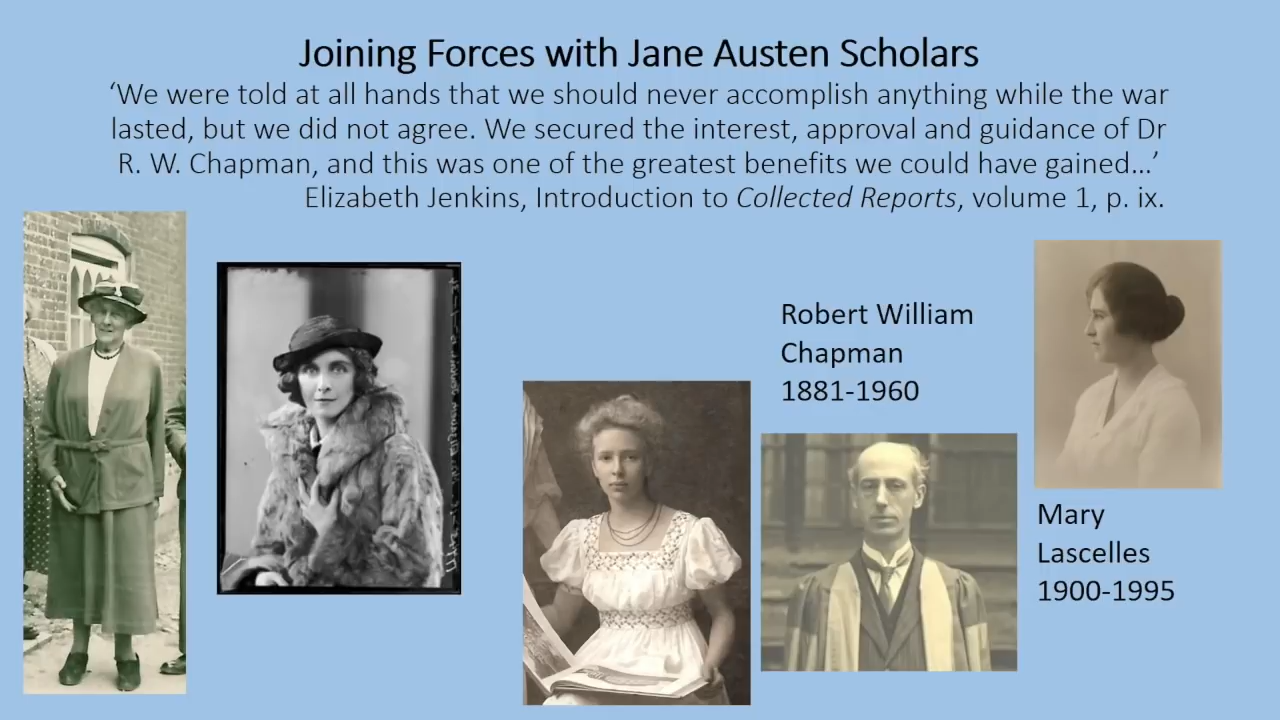 Joining Forces with Jane Austen Scholars
‘We were told at all hands that we should never accomplish anything while the war
lasted, but we did not agree. We secured the interest, approval and guidance of Dr
R. W. Chapman, and this was one of the greatest benefits we could have gained…’
Elizabeth Jenkins, Introduction to Collected Reports, volume 1, p. ix.
Robert William
Chapman
1881-1960
Mary
Lascelles
1900-1995